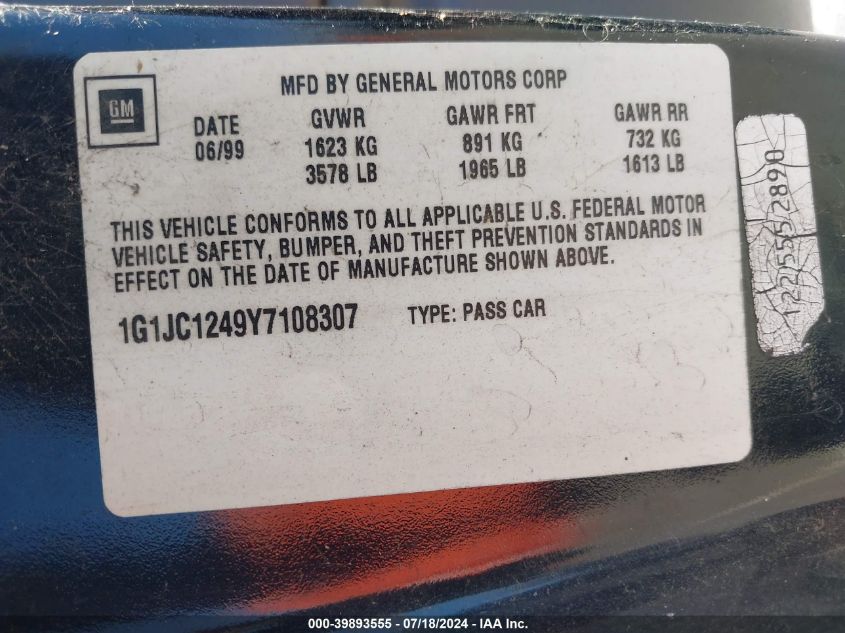 MFD BY GENERAL MOTORS CORP
GM
DATE GVWR GAWR FRT GAWR RR
06/99 1623 KG 891 KG 732 KG
3578 LB 1965 LB 1613 LB
THIS VEHICLE CONFORMS TO ALL APPLICABLE U.S. FEDERAL MOTOR
VEHICLE SAFETY, BUMPER, AND THEFT PREVENTION STANDARDS IN
EFFECT ON THE DATE OF MANUFACTURE SHOWN ABOVE.
1G1JC1249Y7108307 TYPE: PASS CAR
1225552890
000-39893555 - 07/18/2024 - IAA, Inc.